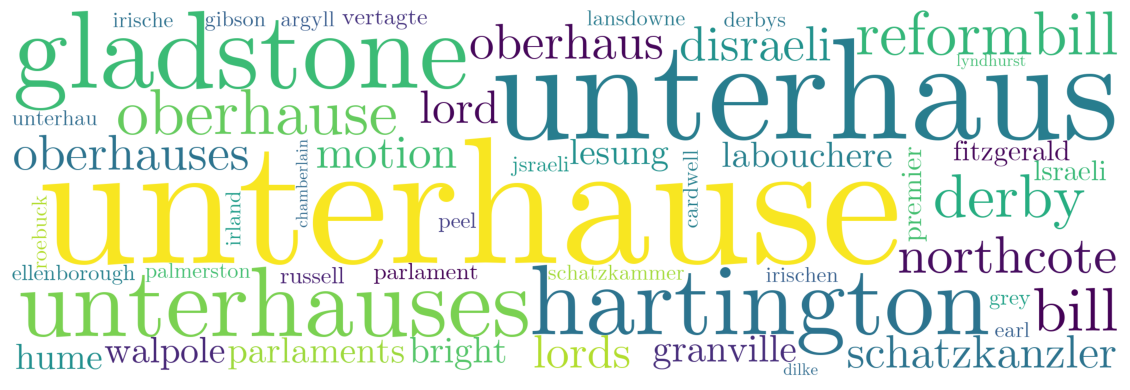 irische gibson argyll vertagte lansdowne derbys
gladstone oberhaus disraeli reformbill
lyndhurst
unterhau oberhause lord unterhaus
oberhauses motion jsraeli lesung labouchere fitzgerald
lsraeli
chamberlain cardwell premier
roebuck unterhause irland peel derby
northcote
ellenborough palmerston russell parlament schatzkammer irischen
unterhauses hartington grey bill
earl
hume walpole parlaments bright lords granville schatzkanzler
dilke